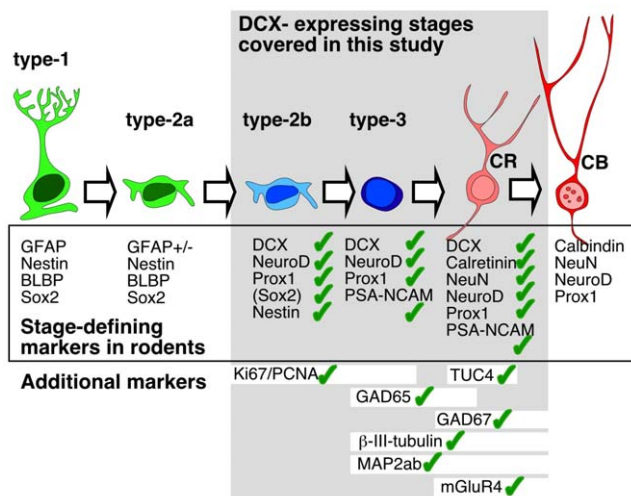 DCX- expressing stages
covered in this study
type-1
type-2a
type-2b
type-3
CR
CB
GFAP
Nestin
BLBP
Sox2
GFAP+/-
Nestin
BLBP
Sox2
DCX
NeuroD
Prox1
(Sox2)
Nestin
DCX
NeuroD
Prox1
PSA-NCAM
DCX
Calretinin
NeuN
NeuroD
Prox1
PSA-NCAM
Calbindin
NeuN
NeuroD
Prox1
Stage-defining
markers in rodents
Additional markers
Ki67/PCNA
TUC4
GAD65
GAD67
β-III-tubulin
MAP2ab
mGluR4